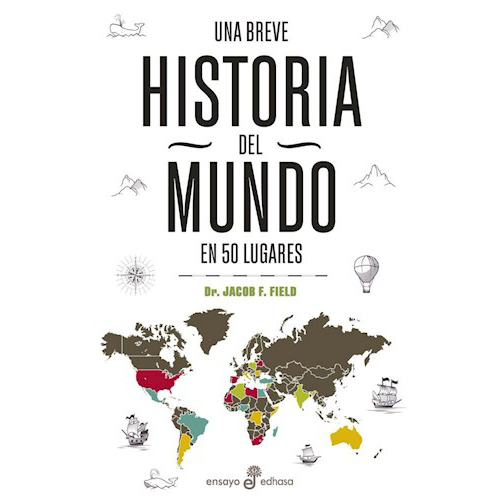 UNA BREVE
HISTORIA
DEL
MUNDO
EN 50 LUGARES
Dr. JACOB F. FIELD
ensayo edhasa